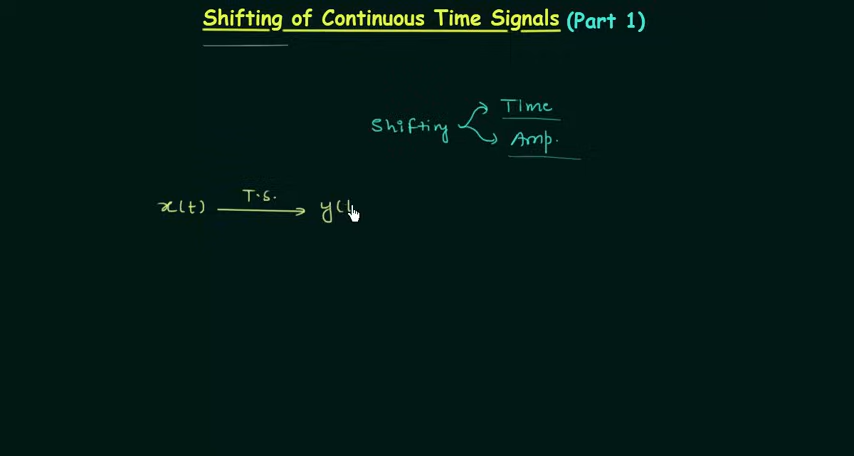 Shifting of Continuous Time Signals (Part 1)
Time
Shifting
Amp.
T.S.
x(t) y(